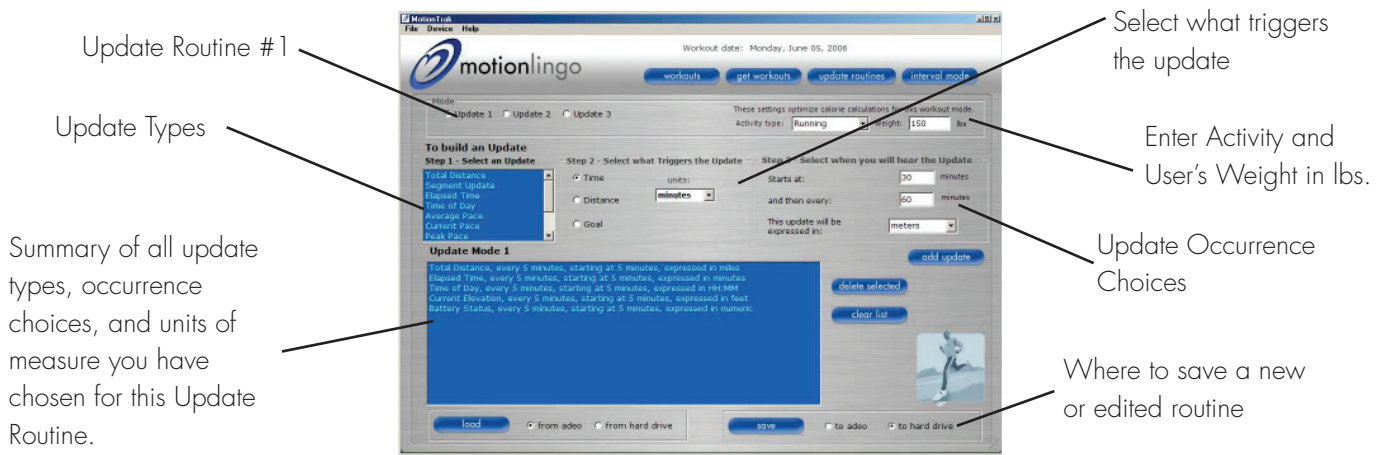 MotionTrak
File Device Help
Update Routine #1
Select what triggers
the update
Workout date: Monday, June 05, 2006
motionlingo
workouts
get workouts
update routines
interval mode
Mode
Update 1
Update 2
Update 3
These settings optimize calorie calculations for this workout mode.
Activity type: Running
Weight: 150 lbs
Update Types
Enter Activity and
User's Weight in lbs.
To build an Update
Step 1 - Select an Update
Total Distance
Segment Update
Elapsed Time
Time of Day
Average Pace
Current Pace
Peak Pace
Step 2 - Select what Triggers the Update
Time
Distance
Goal
units:
minutes
Step 3 - Select when you will hear the Update
Starts at: 30 minutes
and then every: 60 minutes
This update will be
expressed in: meters
Update Occurrence
Choices
Summary of all update
types, occurrence
choices, and units of
measure you have
chosen for this Update
Routine.
Update Mode 1
Total Distance, every 5 minutes, starting at 5 minutes, expressed in miles
Elapsed Time, every 5 minutes, starting at 5 minutes, expressed in minutes
Time of Day, every 5 minutes, starting at 5 minutes, expressed in HH:MM
Current Elevation, every 5 minutes, starting at 5 minutes, expressed in feet
Battery Status, every 5 minutes, starting at 5 minutes, expressed in numeric
add update
delete selected
clear list
Where to save a new
or edited routine
load
from adeo
from hard drive
save
to adeo
to hard drive